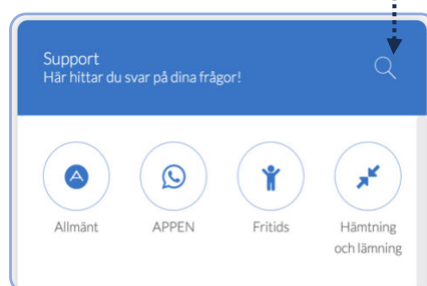 Support
Här hittar du svar på dina frågor!
Allmänt
APPEN
Fritids
Hämtning
och lämning